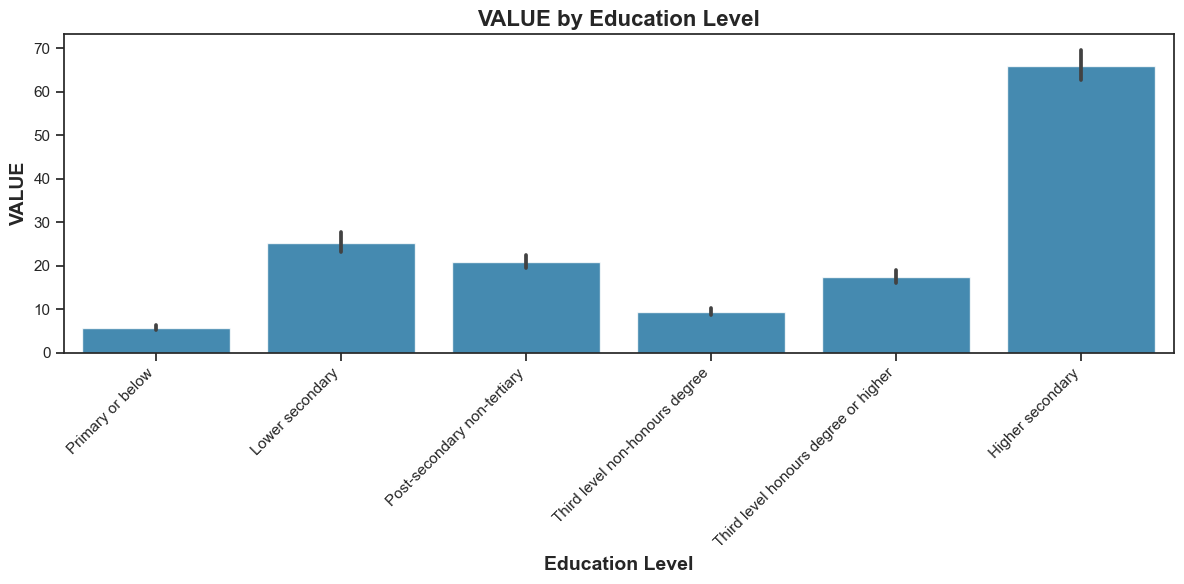 VALUE by Education Level
VALUE
70
60
50
40
30
20
10
0
Primary or below
Lower secondary
Post-secondary non-tertiary
Third level non-honours degree
Third level honours degree or higher
Higher secondary
Education Level